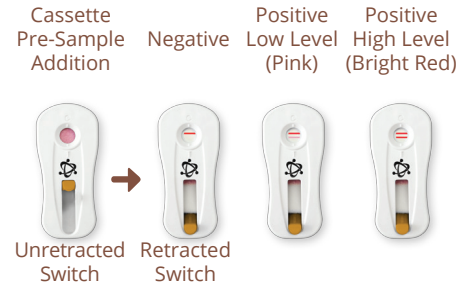 Cassette
Pre-Sample
Addition
Negative
Positive
Low Level
(Pink)
Positive
High Level
(Bright Red)
Unretracted
Switch
Retracted
Switch